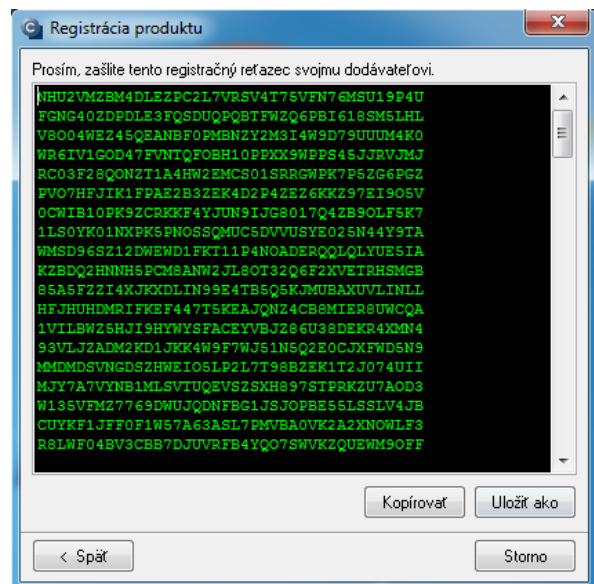 Registrácia produktu
Prosím, zašlite tento registračný reťazec svojmu dodávateľovi.
NHU2VMZBM4DLEZPC2L7VRSV4T75VFN76MSU19P4U
FGNG40ZDPDLE3FQSDUQPQBTFWZQ6PBI618SM5LHL
V8O04WEZ45QEANBF0PMBNZY2M3I4W9D79UUUM4K0
WR6IV1GOD47FVNTQFOBH10PPXX9WPPS45JJRVJMJ
RC03F28QONZT1A4HW2EMCS01SRRGWPK7P5ZG6PGZ
PVO7HFJIK1FPAE2B3ZEK4D2P4ZEZ6KKZ97EI9O5V
0CWIB10PK9ZCRKKF4YJUN9IJG8017Q4ZB9OLF5K7
1LS0YK01NXPK5PNOSSQMUC5DVVUSYE025N44Y9TA
WMSD96SZ12DWEWD1FKT11P4NOADERQQLQLYUE5IA
KZBDQ2HNNH5PCM8ANW2JL8OT32Q6F2XVETRHSMGB
85A5FZZI4XJKXDLIN99E4TB5Q5KJMUBAXUVLINLL
HFJHUHDMRIFKEF447T5KEAJQNZ4CB8MIER8UWCQA
1VILBWZ5HJI9HYWYSFACEYVBJZ86U38DEKR4XMN4
93VLJZADM2KD1JKK4W9F7WJ51N5Q2E0CJXFWD5N9
MMDMDSVNGDSZHWEIO5LP2L7T98BZEK1T2J074UII
MJY7A7VYNB1MLSVTUQEVSZSXH897STPRKZU7AOD3
W135VFMZ7769DWUJQDNFBG1JSJOPBE55LSSLV4JB
CUYKF1JFF0F1W57A63ASL7PMVBA0VK2A2XNOWLF3
R8LWF04BV3CBB7DJUVRFB4YQO7SWVKZQUEWM9OFF
Kopírovať
Uložiť ako
< Späť
Storno